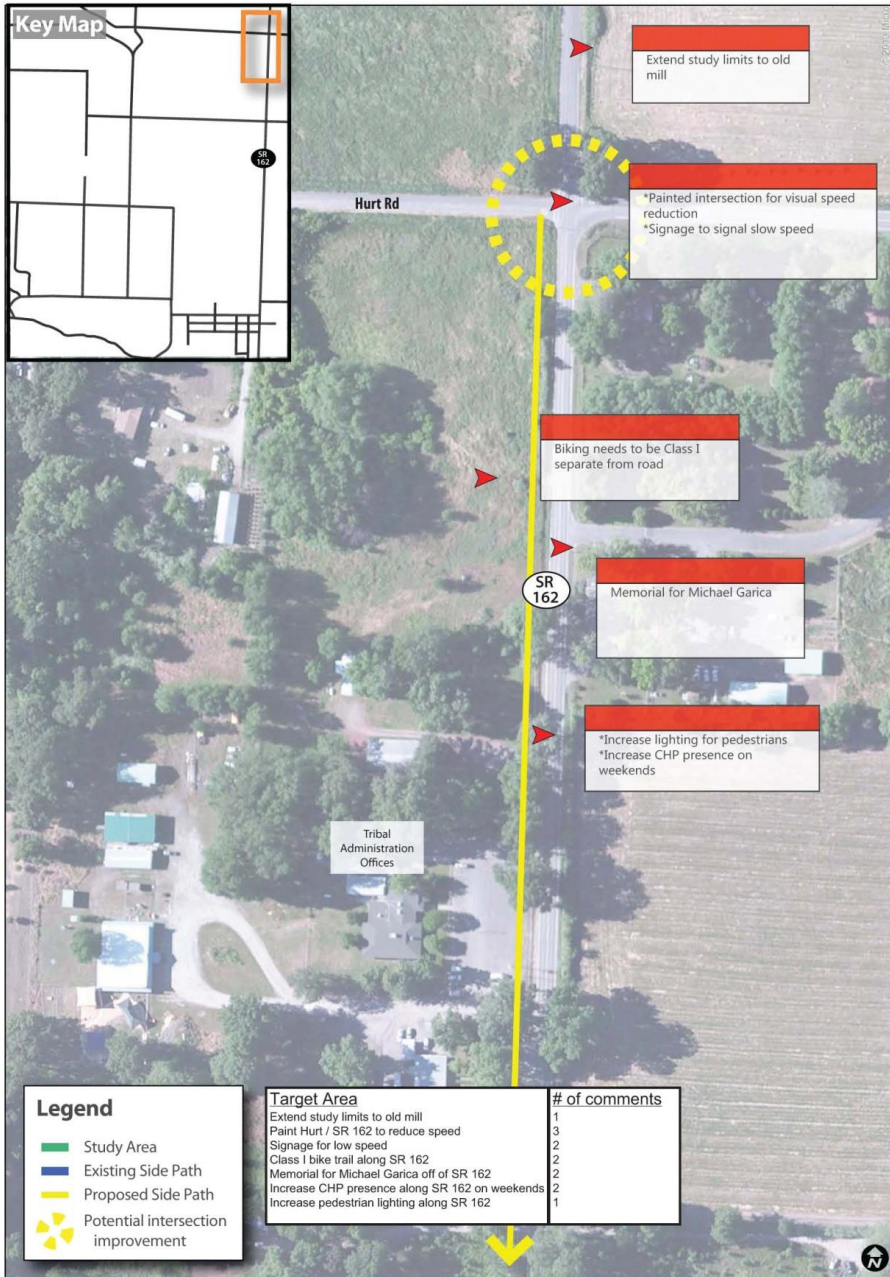 Key Map
SR
162
Extend study limits to old
mill
Hurt Rd
*Painted intersection for visual speed
reduction
*Signage to signal slow speed
Biking needs to be Class I
separate from road
SR
162
Memorial for Michael Garica
*Increase lighting for pedestrians
*Increase CHP presence on
weekends
Tribal
Administration
Offices
Legend
Study Area
Existing Side Path
Proposed Side Path
Potential intersection
improvement
Target Area # of comments
Extend study limits to old mill 1
Paint Hurt / SR 162 to reduce speed 3
Signage for low speed 2
Class I bike trail along SR 162 2
Memorial for Michael Garica off of SR 162 2
Increase CHP presence along SR 162 on weekends 2
Increase pedestrian lighting along SR 162 1
N